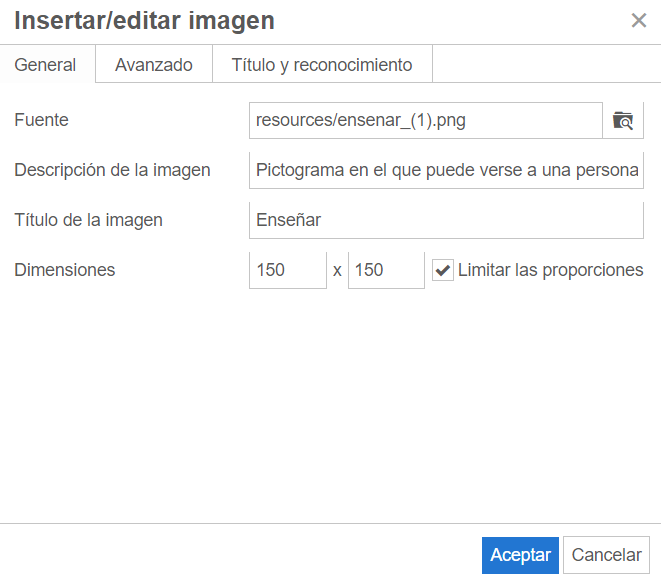 Insertar/editar imagen
General Avanzado Título y reconocimiento
Fuente resources/ensenar_(1).png
Descripción de la imagen Pictograma en el que puede verse a una persona
Título de la imagen Enseñar
Dimensiones 150 x 150 Limitar las proporciones
Aceptar Cancelar